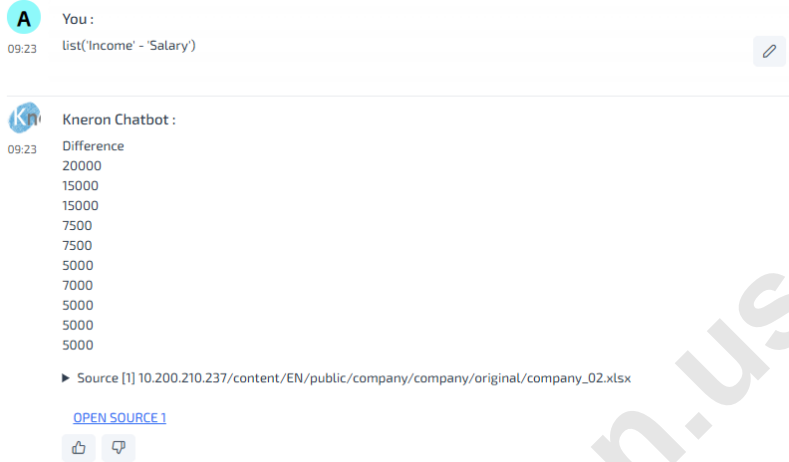 A
You :
09:23
list('Income' - 'Salary')
Kn
Kneron Chatbot :
09:23
Difference
20000
15000
15000
7500
7500
5000
7000
5000
5000
5000
▶ Source [1] 10.200.210.237/content/EN/public/company/company/original/company_02.xlsx
OPEN SOURCE 1
n.us